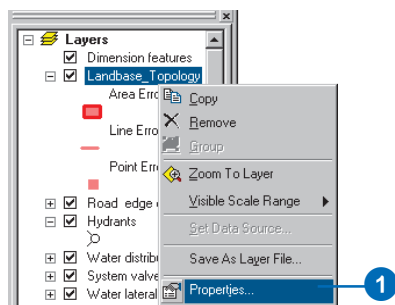 Layers
Dimension features
Landbase_Topology
Area Erro
Line Erro
Point Erro
Road edge
Hydrants
Water distrib
System valve
Water lateral
Copy
Remove
Group
Zoom To Layer
Visible Scale Range
Set Data Source...
Save As Layer File...
Properties...
1